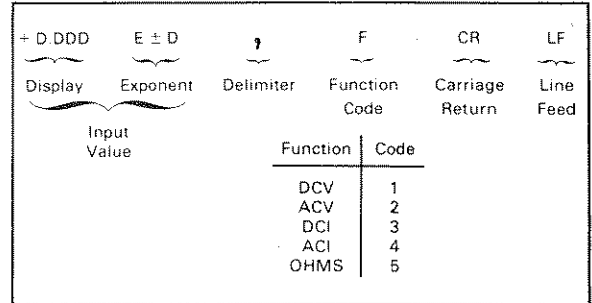 + D.DDD E ± D , F CR LF
Display Exponent Delimiter Function Code Carriage Return Line Feed
Input Value
Function Code
DCV 1
ACV 2
DCI 3
ACI 4
OHMS 5